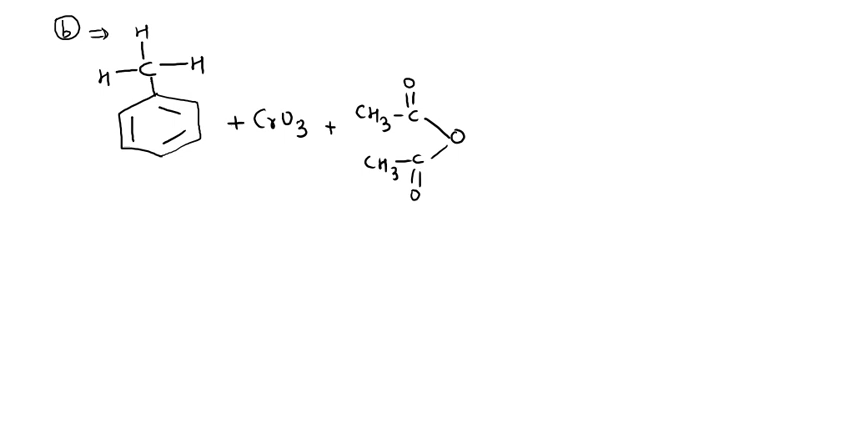 ⓑ ⇒ H
H-C-H
+ CrO3 + CH3-C
O
O
CH3-C
O